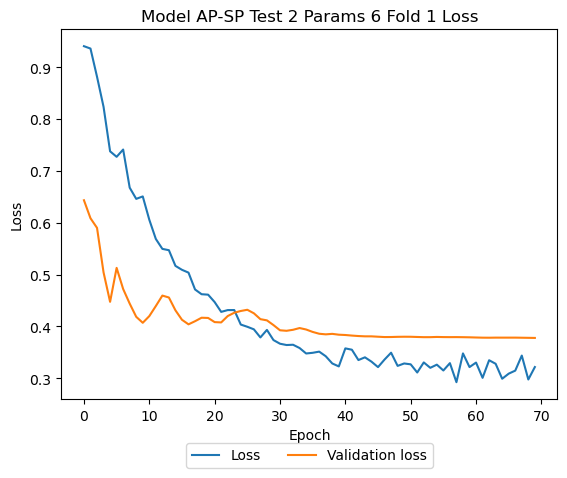 Model AP-SP Test 2 Params 6 Fold 1 Loss
0.9
0.8
0.7
0.6
0.5
0.4
0.3
Loss
0 10 20 30 40 50 60 70
Epoch
Loss Validation loss